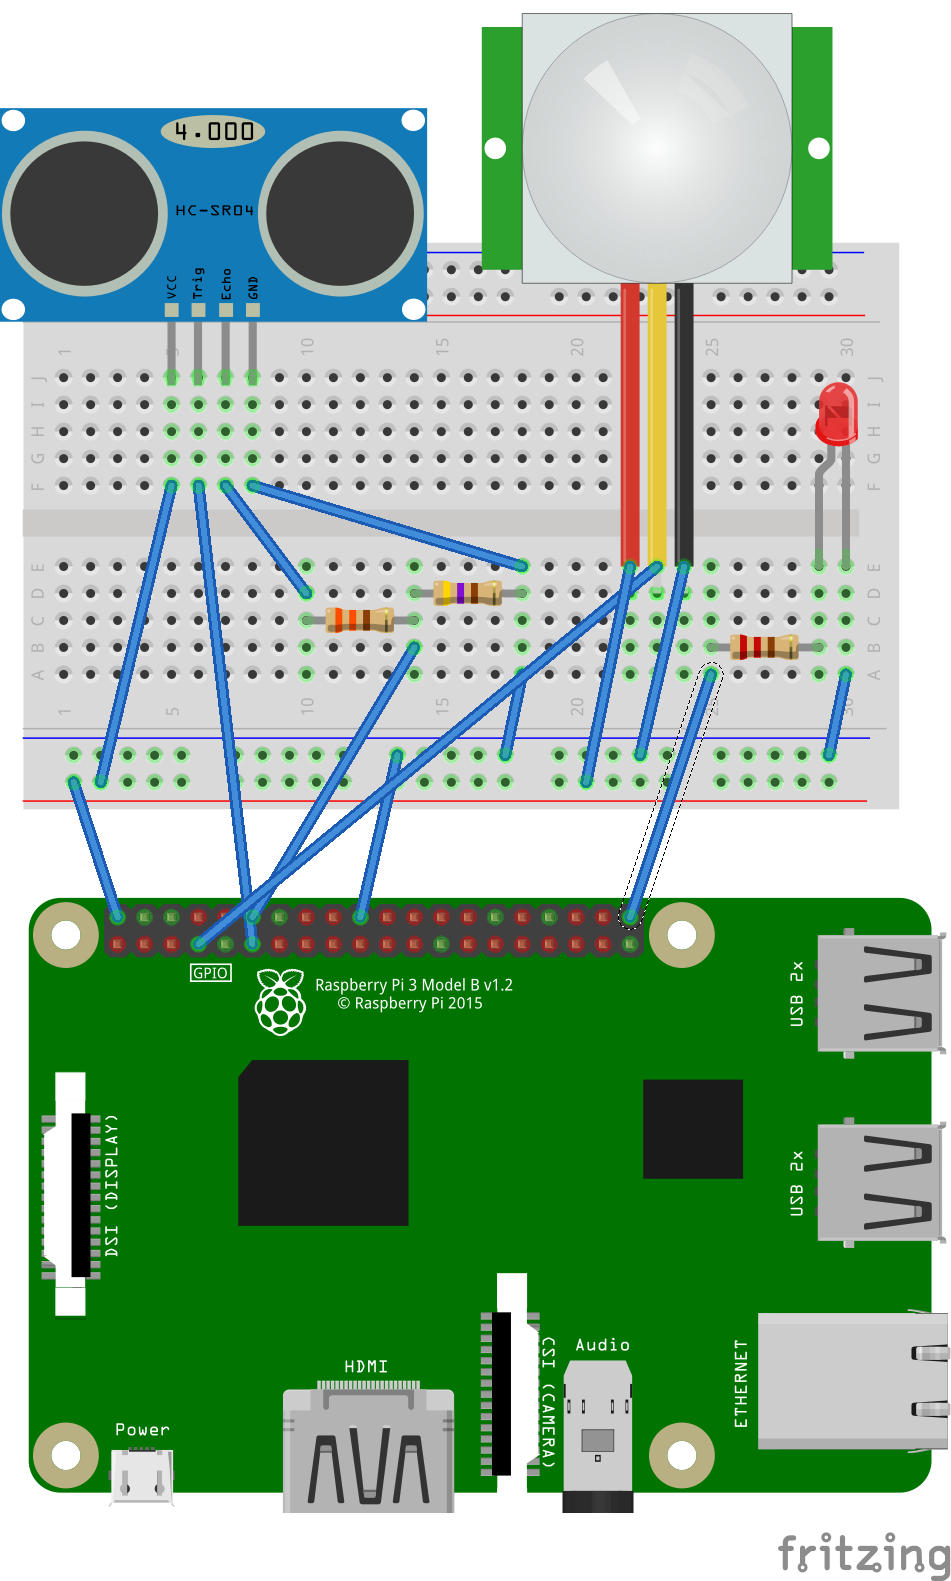 4.000
HC-SR04
VCC
Trig
Echo
GND
1 5 10 15 20 25 30
J J
I I
H H
G G
F F
E E
D D
C C
B B
A A
1 5 10 15 20 25 30
GPIO
Raspberry Pi 3 Model B v1.2
© Raspberry Pi 2015
USB 2x
DSI (DISPLAY)
USB 2x
HDMI
CSI (CAMERA)
Audio
ETHERNET
Power
fritzing